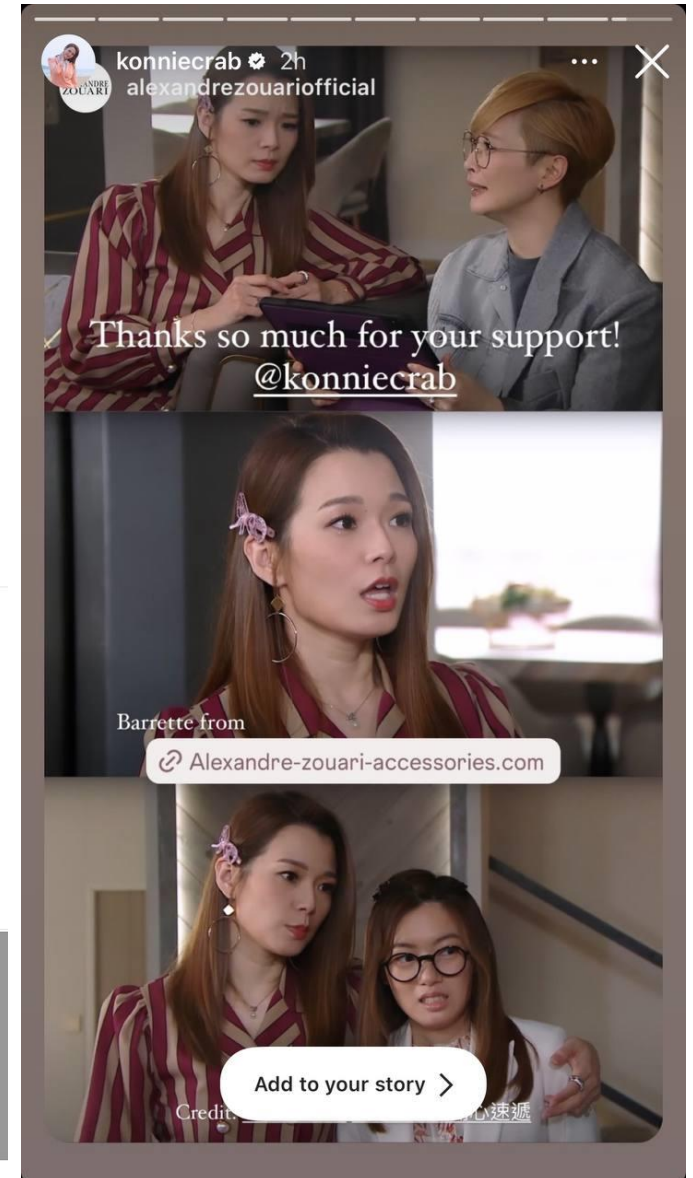 konniecrab 2h
alexandrezouariofficial
ZOUARI
Thanks so much for your support!
@konniecrab
Barrette from
Alexandre-zouari-accessories.com
Add to your story
Credit:
心速遞